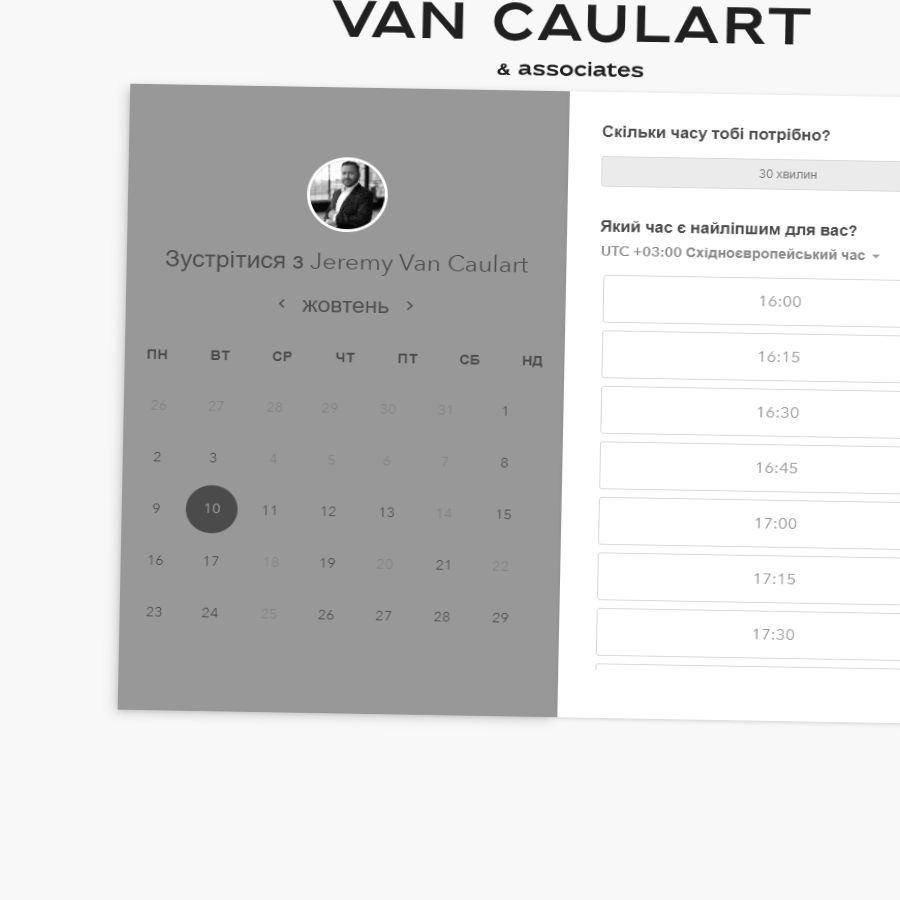 VAN CAULART
& associates
Зустрітися з Jeremy Van Caulart
‹ жовтень ›
ПН ВТ СР ЧТ ПТ СБ НД
26 27 28 29 30 31 1
2 3 4 5 6 7 8
9 10 11 12 13 14 15
16 17 18 19 20 21 22
23 24 25 26 27 28 29
Скільки часу тобі потрібно?
30 хвилин
Який час є найліпшим для вас?
UTC +03:00 Східноєвропейський час
16:00
16:15
16:30
16:45
17:00
17:15
17:30